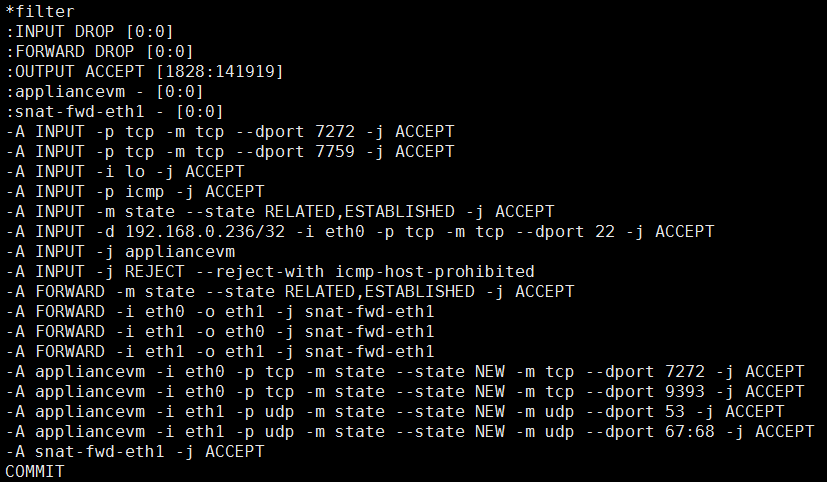 *filter
:INPUT DROP [0:0]
:FORWARD DROP [0:0]
:OUTPUT ACCEPT [1828:141919]
:appliancevm - [0:0]
:snat-fwd-eth1 - [0:0]
-A INPUT -p tcp -m tcp --dport 7272 -j ACCEPT
-A INPUT -p tcp -m tcp --dport 7759 -j ACCEPT
-A INPUT -i lo -j ACCEPT
-A INPUT -p icmp -j ACCEPT
-A INPUT -m state --state RELATED,ESTABLISHED -j ACCEPT
-A INPUT -d 192.168.0.236/32 -i eth0 -p tcp -m tcp --dport 22 -j ACCEPT
-A INPUT -j appliancevm
-A INPUT -j REJECT --reject-with icmp-host-prohibited
-A FORWARD -m state --state RELATED,ESTABLISHED -j ACCEPT
-A FORWARD -i eth0 -o eth1 -j snat-fwd-eth1
-A FORWARD -i eth1 -o eth0 -j snat-fwd-eth1
-A FORWARD -i eth1 -o eth1 -j snat-fwd-eth1
-A appliancevm -i eth0 -p tcp -m state --state NEW -m tcp --dport 7272 -j ACCEPT
-A appliancevm -i eth0 -p tcp -m state --state NEW -m tcp --dport 9393 -j ACCEPT
-A appliancevm -i eth1 -p udp -m state --state NEW -m udp --dport 53 -j ACCEPT
-A appliancevm -i eth1 -p udp -m state --state NEW -m udp --dport 67:68 -j ACCEPT
-A snat-fwd-eth1 -j ACCEPT
COMMIT